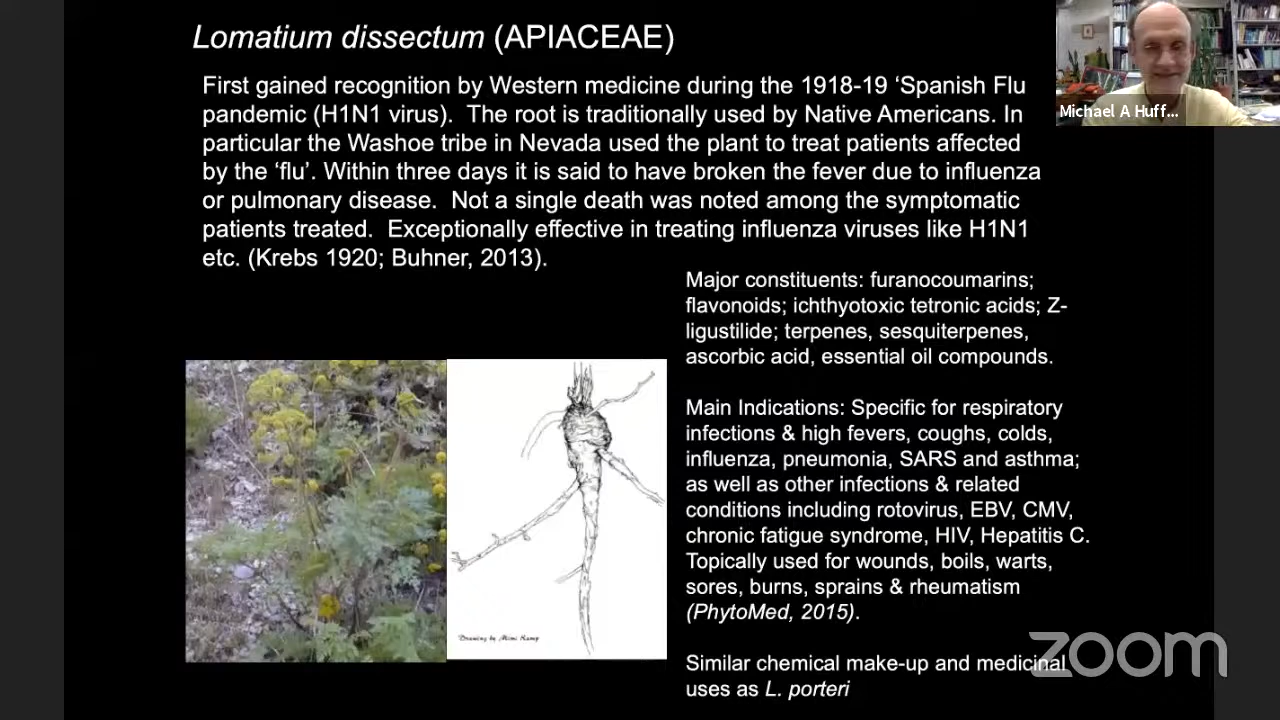 Lomatium dissectum (APIACEAE)
First gained recognition by Western medicine during the 1918-19 ‘Spanish Flu
pandemic (H1N1 virus).  The root is traditionally used by Native Americans. In
particular the Washoe tribe in Nevada used the plant to treat patients affected
by the ‘flu’. Within three days it is said to have broken the fever due to influenza
or pulmonary disease.  Not a single death was noted among the symptomatic
patients treated.  Exceptionally effective in treating influenza viruses like H1N1
etc. (Krebs 1920; Buhner, 2013).
Michael A Huff...
Major constituents: furanocoumarins;
flavonoids; ichthyotoxic tetronic acids; Z-
ligustilide; terpenes, sesquiterpenes,
ascorbic acid, essential oil compounds.
Main Indications: Specific for respiratory
infections & high fevers, coughs, colds,
influenza, pneumonia, SARS and asthma;
as well as other infections & related
conditions including rotovirus, EBV, CMV,
chronic fatigue syndrome, HIV, Hepatitis C.
Topically used for wounds, boils, warts,
sores, burns, sprains & rheumatism
(PhytoMed, 2015).
Similar chemical make-up and medicinal
uses as L. porteri
Drawing by Mimi Kamp
zoom